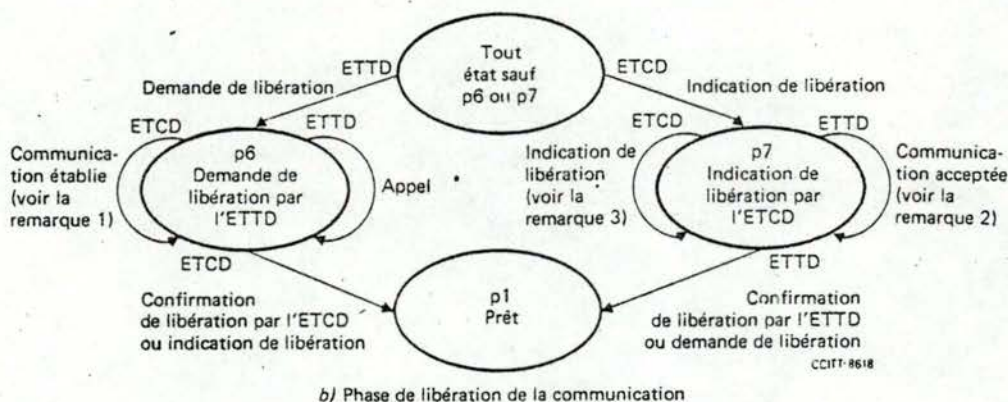 Tout
état sauf
p6 ou p7
ETTD
ETCD
Demande de libération
Indication de libération
ETCD
ETTD
ETCD
ETTD
Communica-
tion établie
(voir la
remarque 1)
p6
Demande de
libération par
l'ETTD
Appel
Indication de
libération
(voir la
remarque 3)
p7
Indication de
libération par
l'ETCD
Communica-
tion acceptée
(voir la
remarque 2)
ETCD
ETTD
Confirmation
de libération par l'ETCD
ou indication de libération
p1
Prêt
Confirmation
de libération par l'ETTD
ou demande de libération
CCITT-8618
b) Phase de libération de la communication